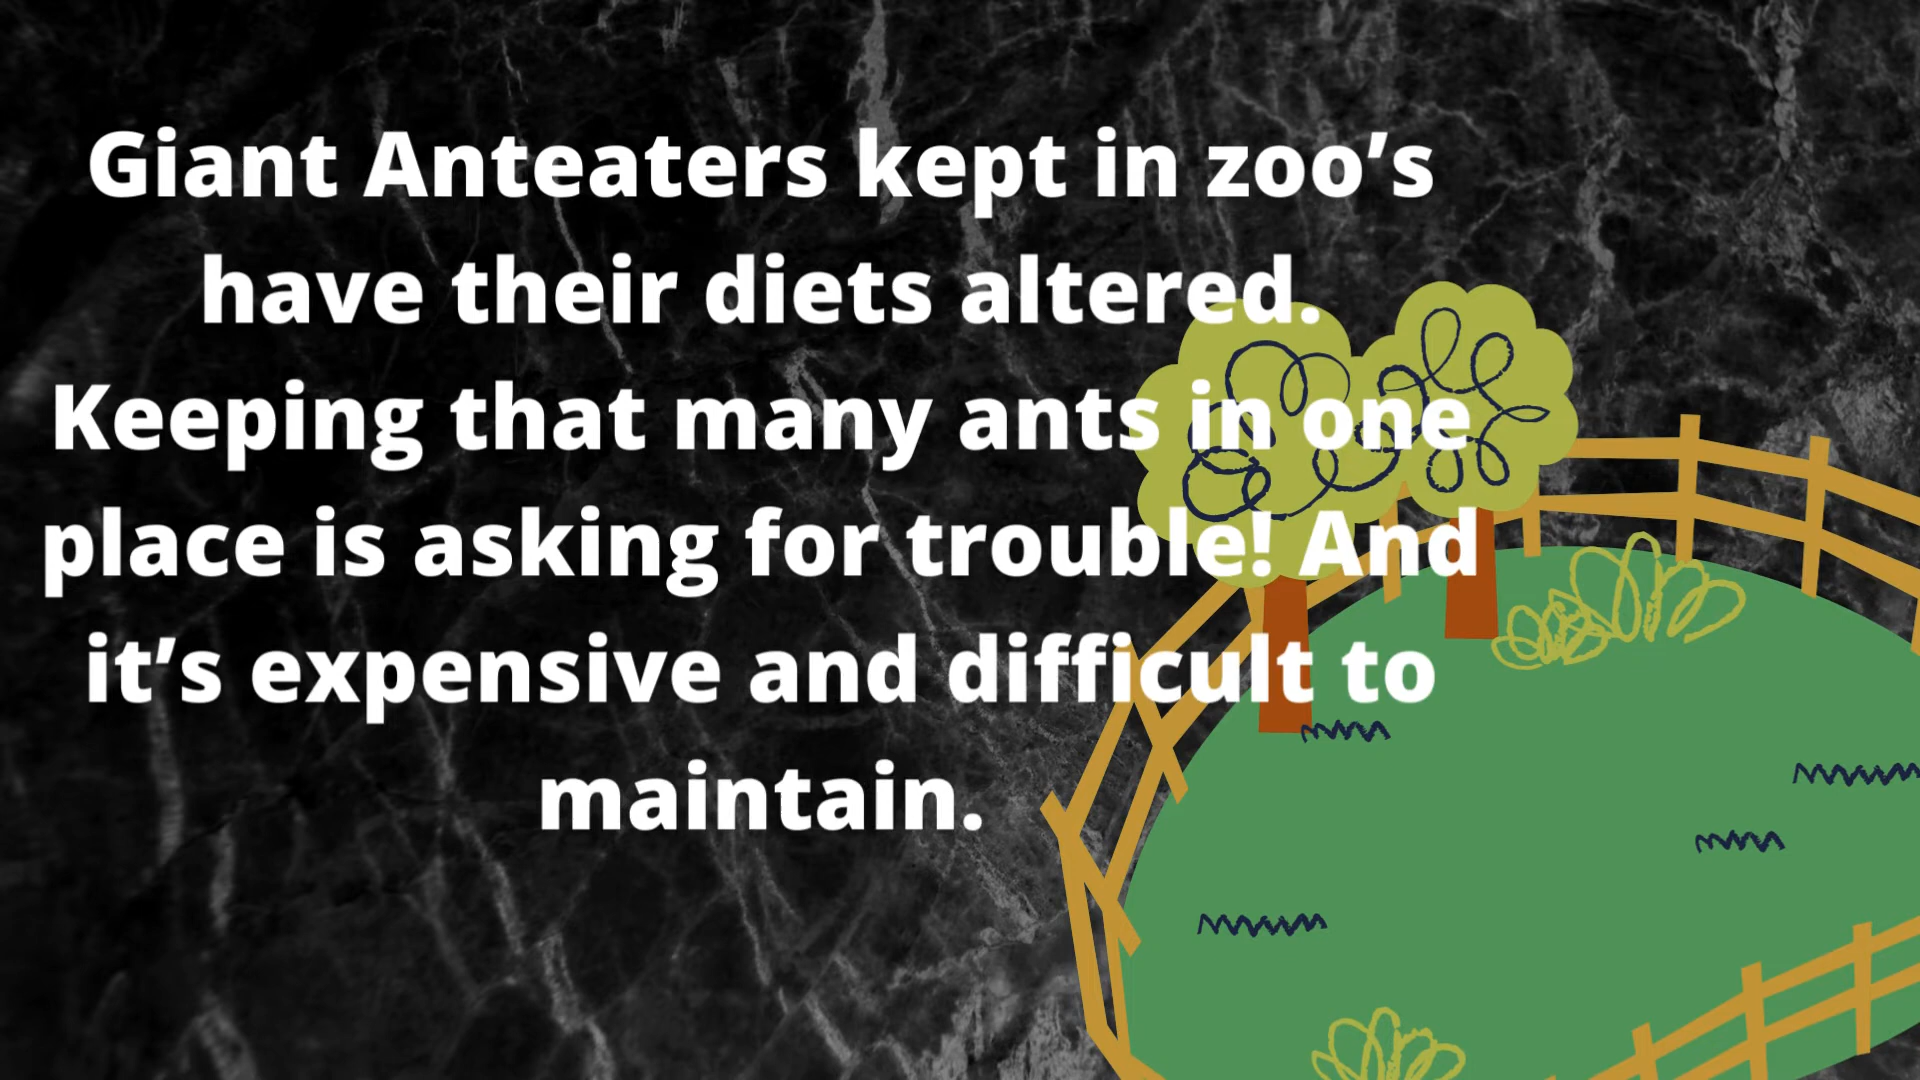 Giant Anteaters kept in zoo’s
have their diets altered.
Keeping that many ants in one
place is asking for trouble! And
it’s expensive and difficult to
maintain.